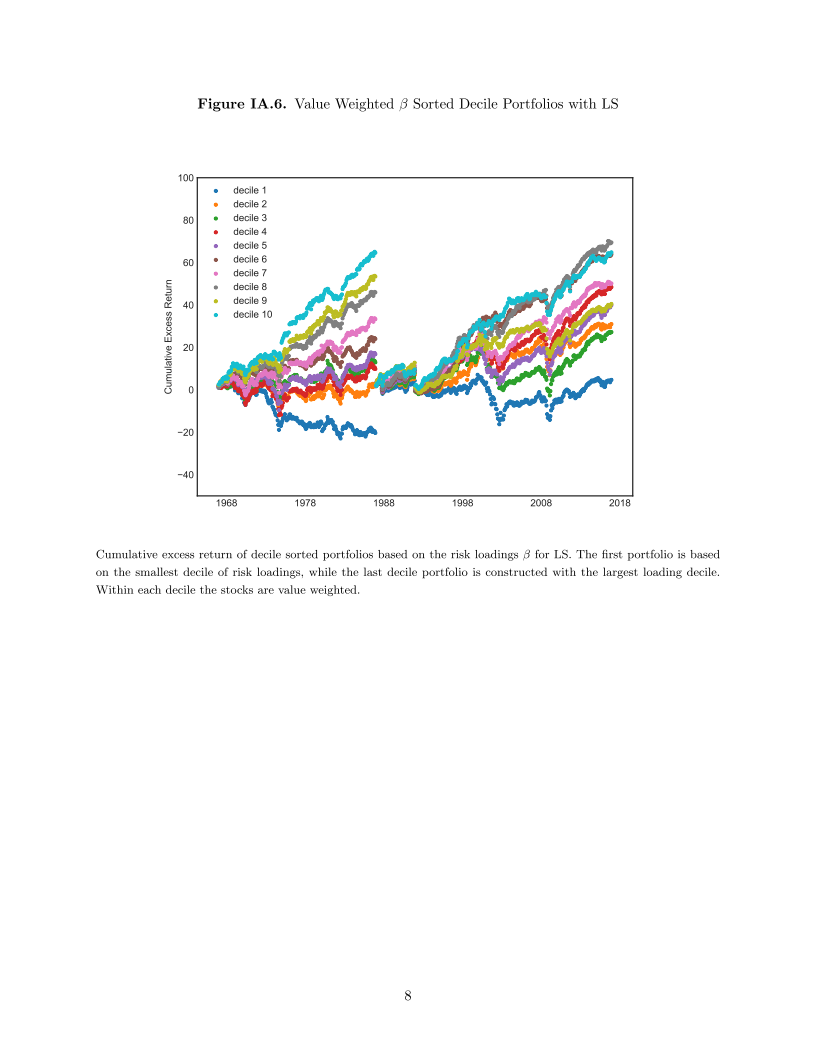 Figure IA.6. Value Weighted β Sorted Decile Portfolios with LS
100
80
60
40
20
0
−20
−40
Cumulative Excess Return
decile 1
decile 2
decile 3
decile 4
decile 5
decile 6
decile 7
decile 8
decile 9
decile 10
1968 1978 1988 1998 2008 2018
Cumulative excess return of decile sorted portfolios based on the risk loadings β for LS. The first portfolio is based
on the smallest decile of risk loadings, while the last decile portfolio is constructed with the largest loading decile.
Within each decile the stocks are value weighted.
8